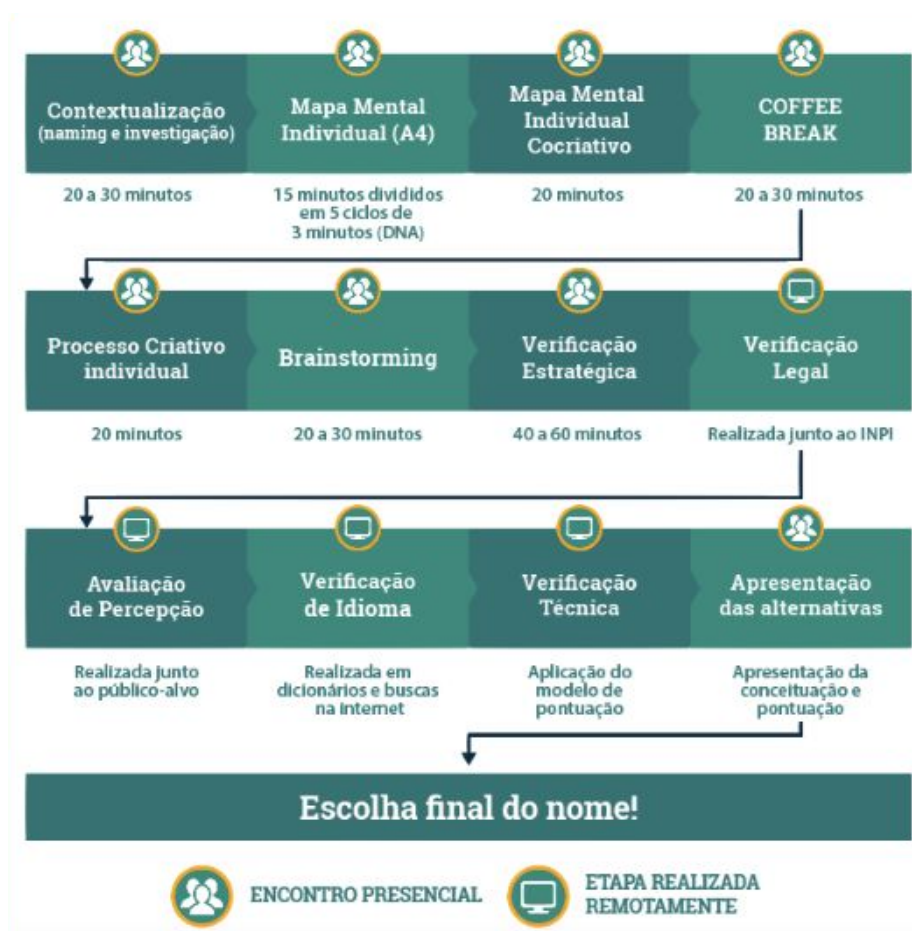 Contextualização
(naming e investigação)
20 a 30 minutos
Mapa Mental
Individual (A4)
15 minutos divididos
em 5 ciclos de
3 minutos (DNA)
Mapa Mental
Individual
Cocriativo
20 minutos
COFFEE
BREAK
20 a 30 minutos
Processo Criativo
individual
20 minutos
Brainstorming
20 a 30 minutos
Verificação
Estratégica
40 a 60 minutos
Verificação
Legal
Realizada junto ao INPI
Avaliação
de Percepção
Realizada junto
ao público-alvo
Verificação
de Idioma
Realizada em
dicionários e buscas
na internet
Verificação
Técnica
Aplicação do
modelo de
pontuação
Apresentação
das alternativas
Apresentação da
conceituação e
pontuação
Escolha final do nome!
ENCONTRO PRESENCIAL
ETAPA REALIZADA
REMOTAMENTE